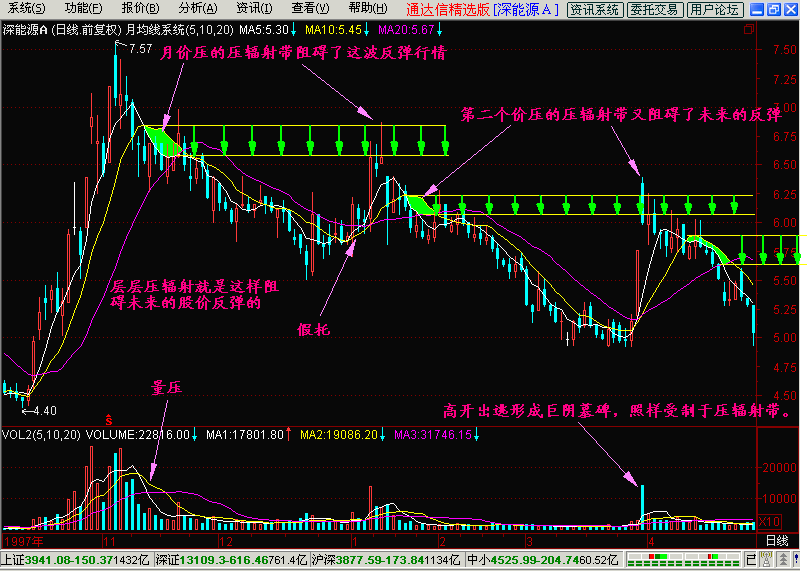 系统(S) 功能(F) 报价(B) 分析(A) 资讯(I) 查看(V) 帮助(H) 通达信精选版 [深能源A] 资讯系统 委托交易 用户论坛
深能源A (日线.前复权) 月均线系统(5,10,20) MA5:5.30↓ MA10:5.45↓ MA20:5.67↓
7.57
月价压的压辐射带阻碍了这波反弹行情
第二个价压的压辐射带又阻碍了未来的反弹
7.50
7.25
7.00
6.75
6.50
6.25
6.00
5.75
5.50
5.25
5.00
4.75
4.50
层层压辐射就是这样阻
碍未来的股价反弹的
假托
量压
4.40
高开出逃形成巨阴墓碑，照样受制于压辐射带。
VOL2(5,10,20) VOLUME:22816.00↓ MA1:17801.80↑ MA2:19086.20↓ MA3:31746.15↓
20000
10000
X10
1997年 11 12 1 2 3 4 日线
上证3941.08-150.371432亿 深证13109.3-616.46761.4亿 沪深3877.59-173.841134亿 中小4525.99-204.7460.52亿